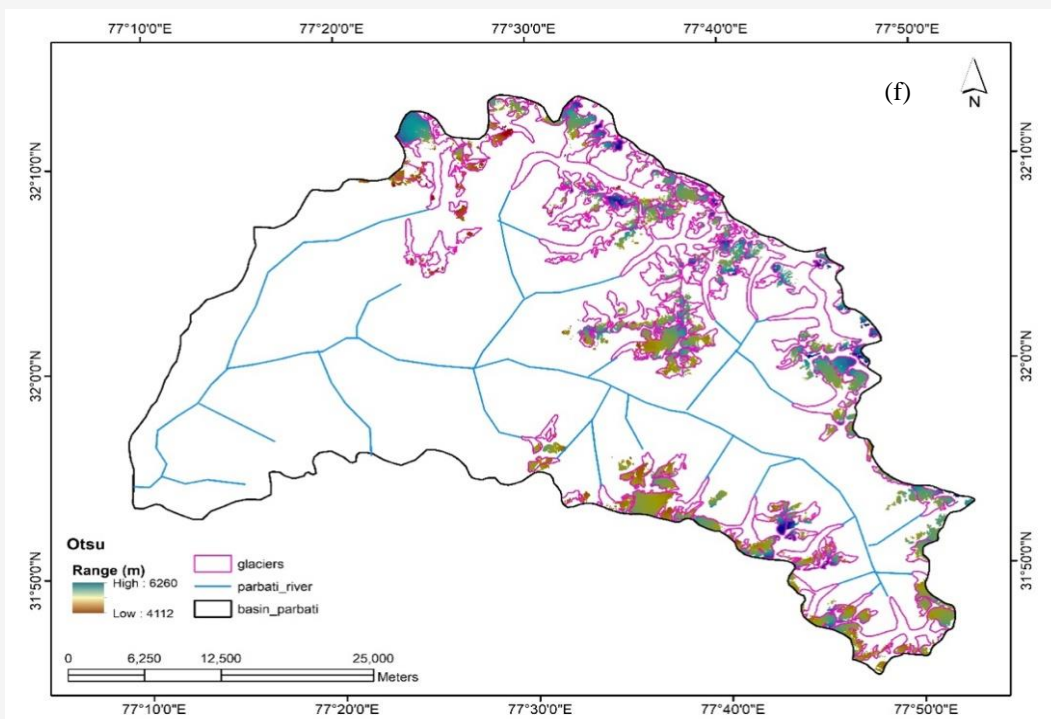 77°10'0"E 77°20'0"E 77°30'0"E 77°40'0"E 77°50'0"E
(f)
N
32°10'0"N 32°10'0"N
32°0'0"N 32°0'0"N
31°50'0"N 31°50'0"N
Otsu
Range (m)
High : 6260
Low : 4112
glaciers
parbati_river
basin_parbati
0 6,250 12,500 25,000
Meters
77°10'0"E 77°20'0"E 77°30'0"E 77°40'0"E 77°50'0"E